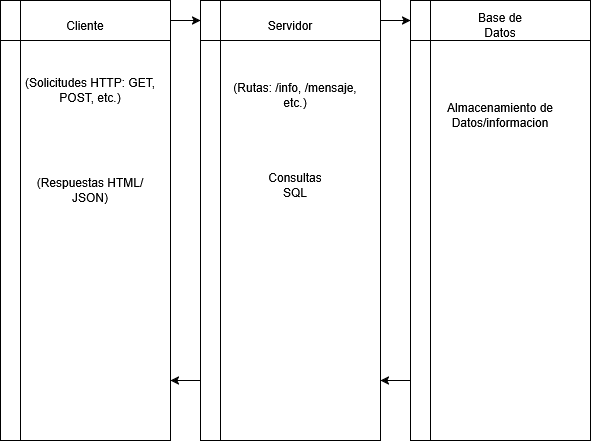 Cliente
Servidor
Base de
Datos
(Solicitudes HTTP: GET,
POST, etc.)
(Rutas: /info, /mensaje,
etc.)
Almacenamiento de
Datos/informacion
(Respuestas HTML/
JSON)
Consultas
SQL